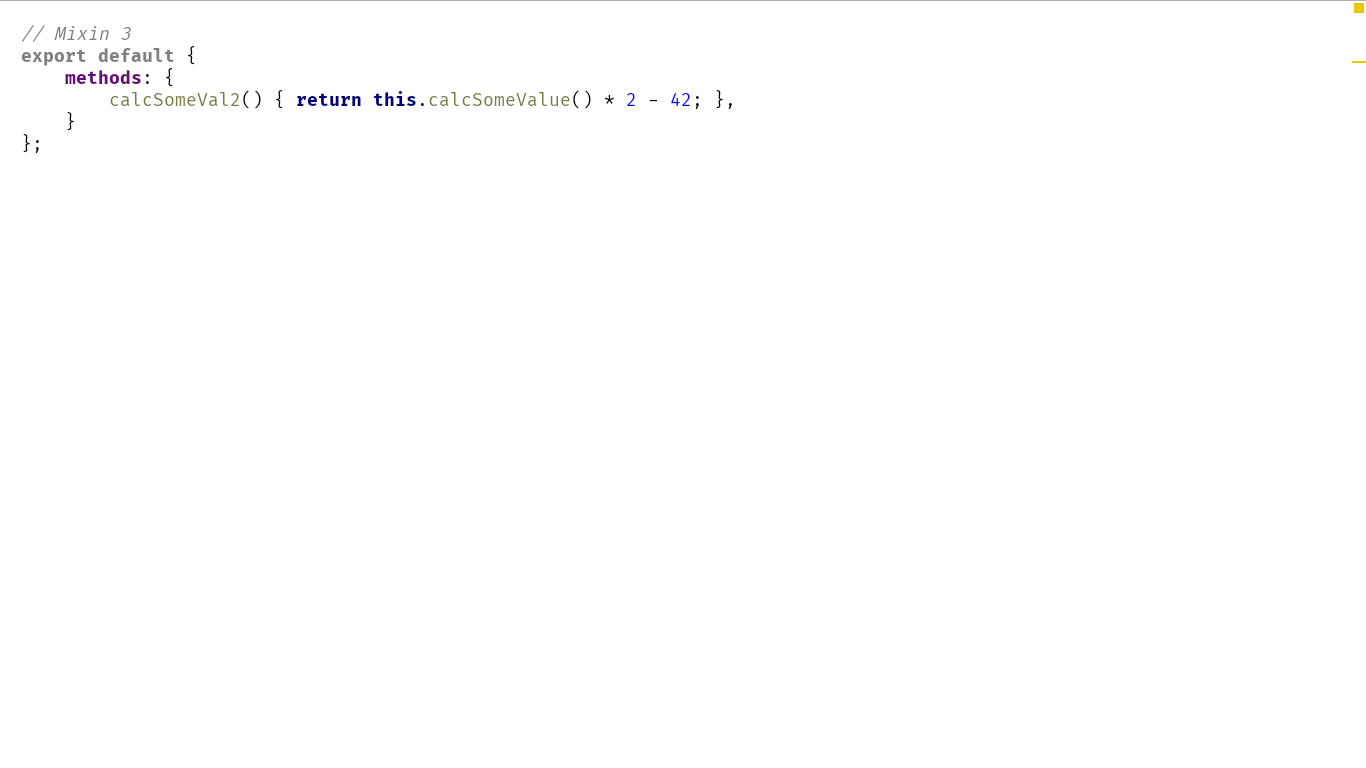 // Mixin 3
export default {
    methods: {
        calcSomeVal2() { return this.calcSomeValue() * 2 - 42; },
    }
};